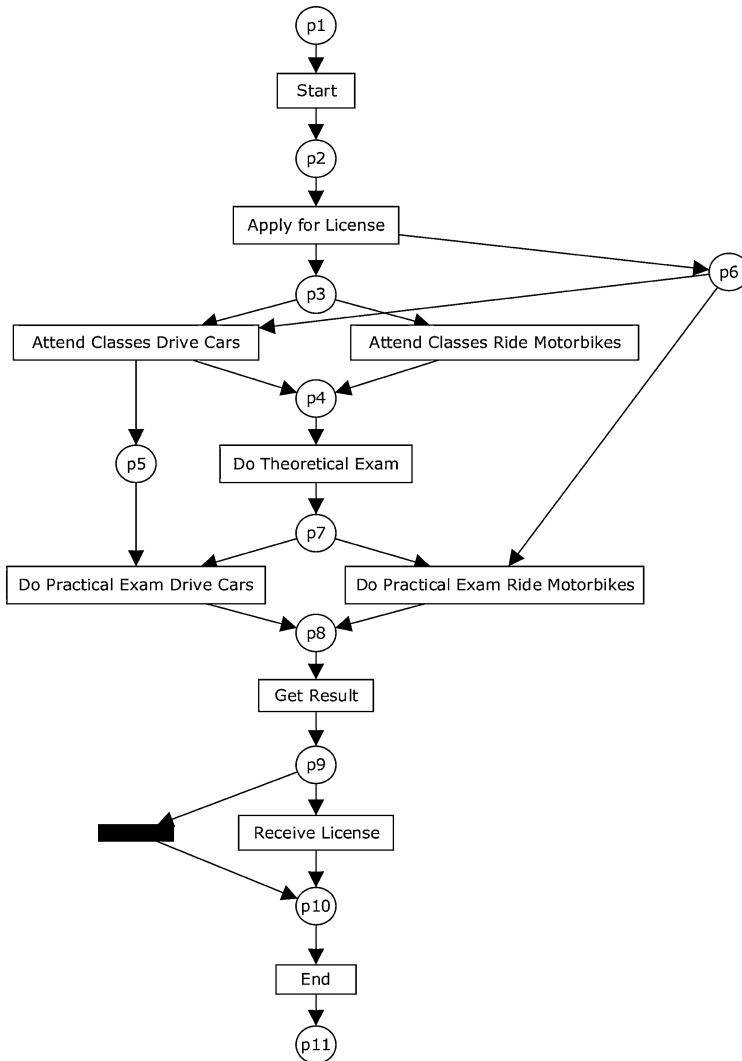 p1
Start
p2
Apply for License
p6
p3
Attend Classes Drive Cars
Attend Classes Ride Motorbikes
p4
p5
Do Theoretical Exam
p7
Do Practical Exam Drive Cars
Do Practical Exam Ride Motorbikes
p8
Get Result
p9
Receive License
p10
End
p11